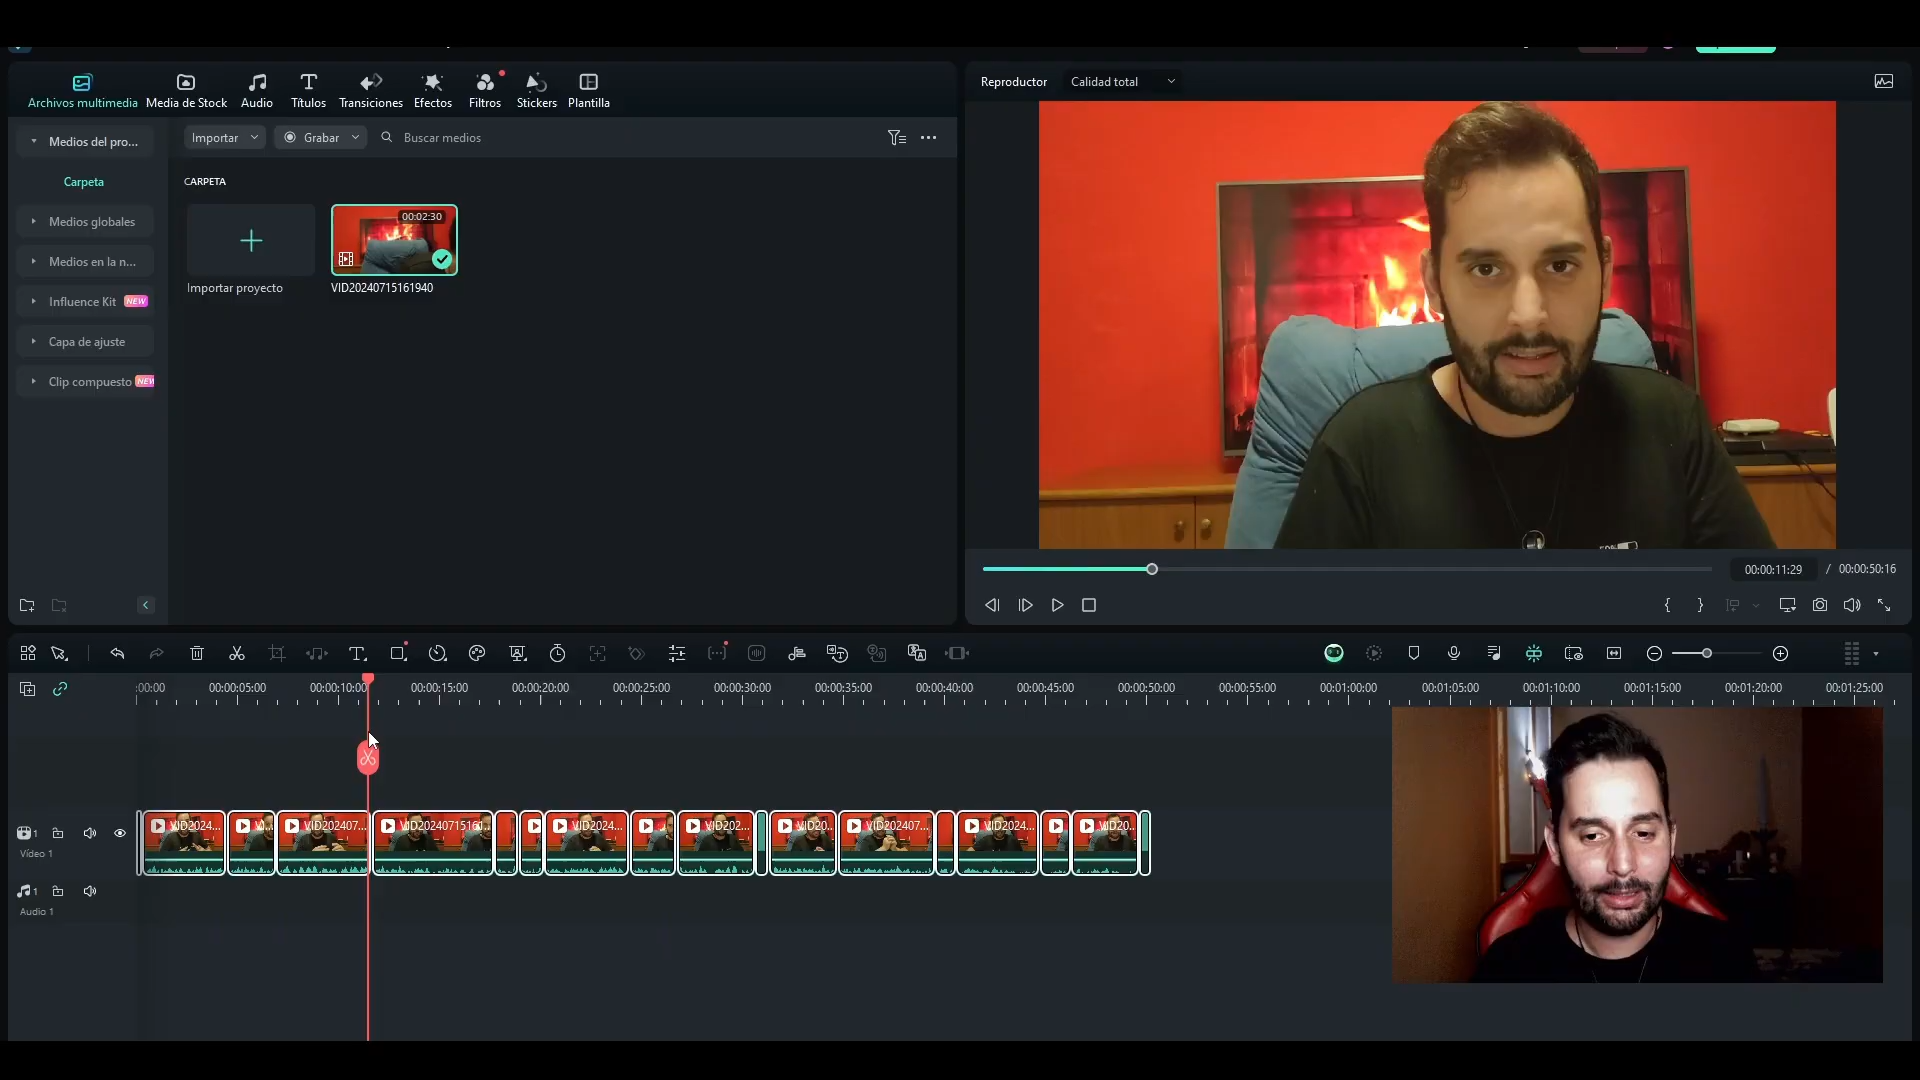 Archivos multimedia
Media de Stock
Audio
Títulos
Transiciones
Efectos
Filtros
Stickers
Plantilla
Reproductor
Calidad total
Medios del pro...
Importar
Grabar
Buscar medios
Carpeta
CARPETA
Medios globales
Medios en la n...
Influence Kit NEW
Capa de ajuste
Clip compuesto NEW
00:02:30
Importar proyecto
VID20240715161940
00:00:11:29 / 00:00:50:16
:00:00
00:00:05:00
00:00:10:00
00:00:15:00
00:00:20:00
00:00:25:00
00:00:30:00
00:00:35:00
00:00:40:00
00:00:45:00
00:00:50:00
00:00:55:00
00:01:00:00
00:01:05:00
00:01:10:00
00:01:15:00
00:01:20:00
00:01:25:00
1
Vídeo 1
VID2024...
V...
VID202407...
VID20240715161...
VID2024...
VID202...
VID20...
VID202407...
VID2024...
VID20...
1
Audio 1